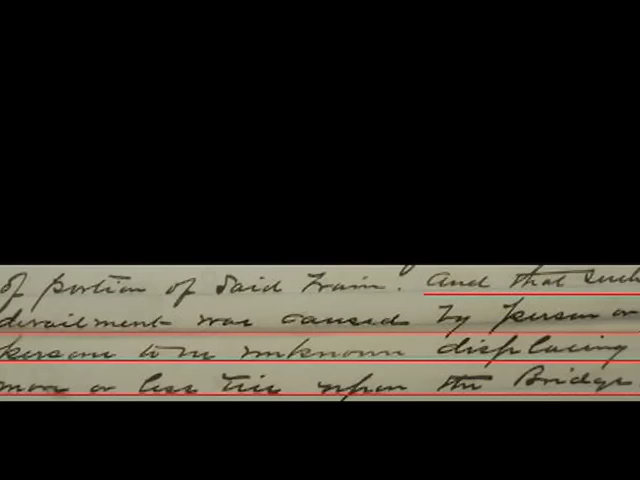 of portion of Said Train. And that such
derailment was caused by person or
persons to me unknown displacing
more or less ties upon the Bridge